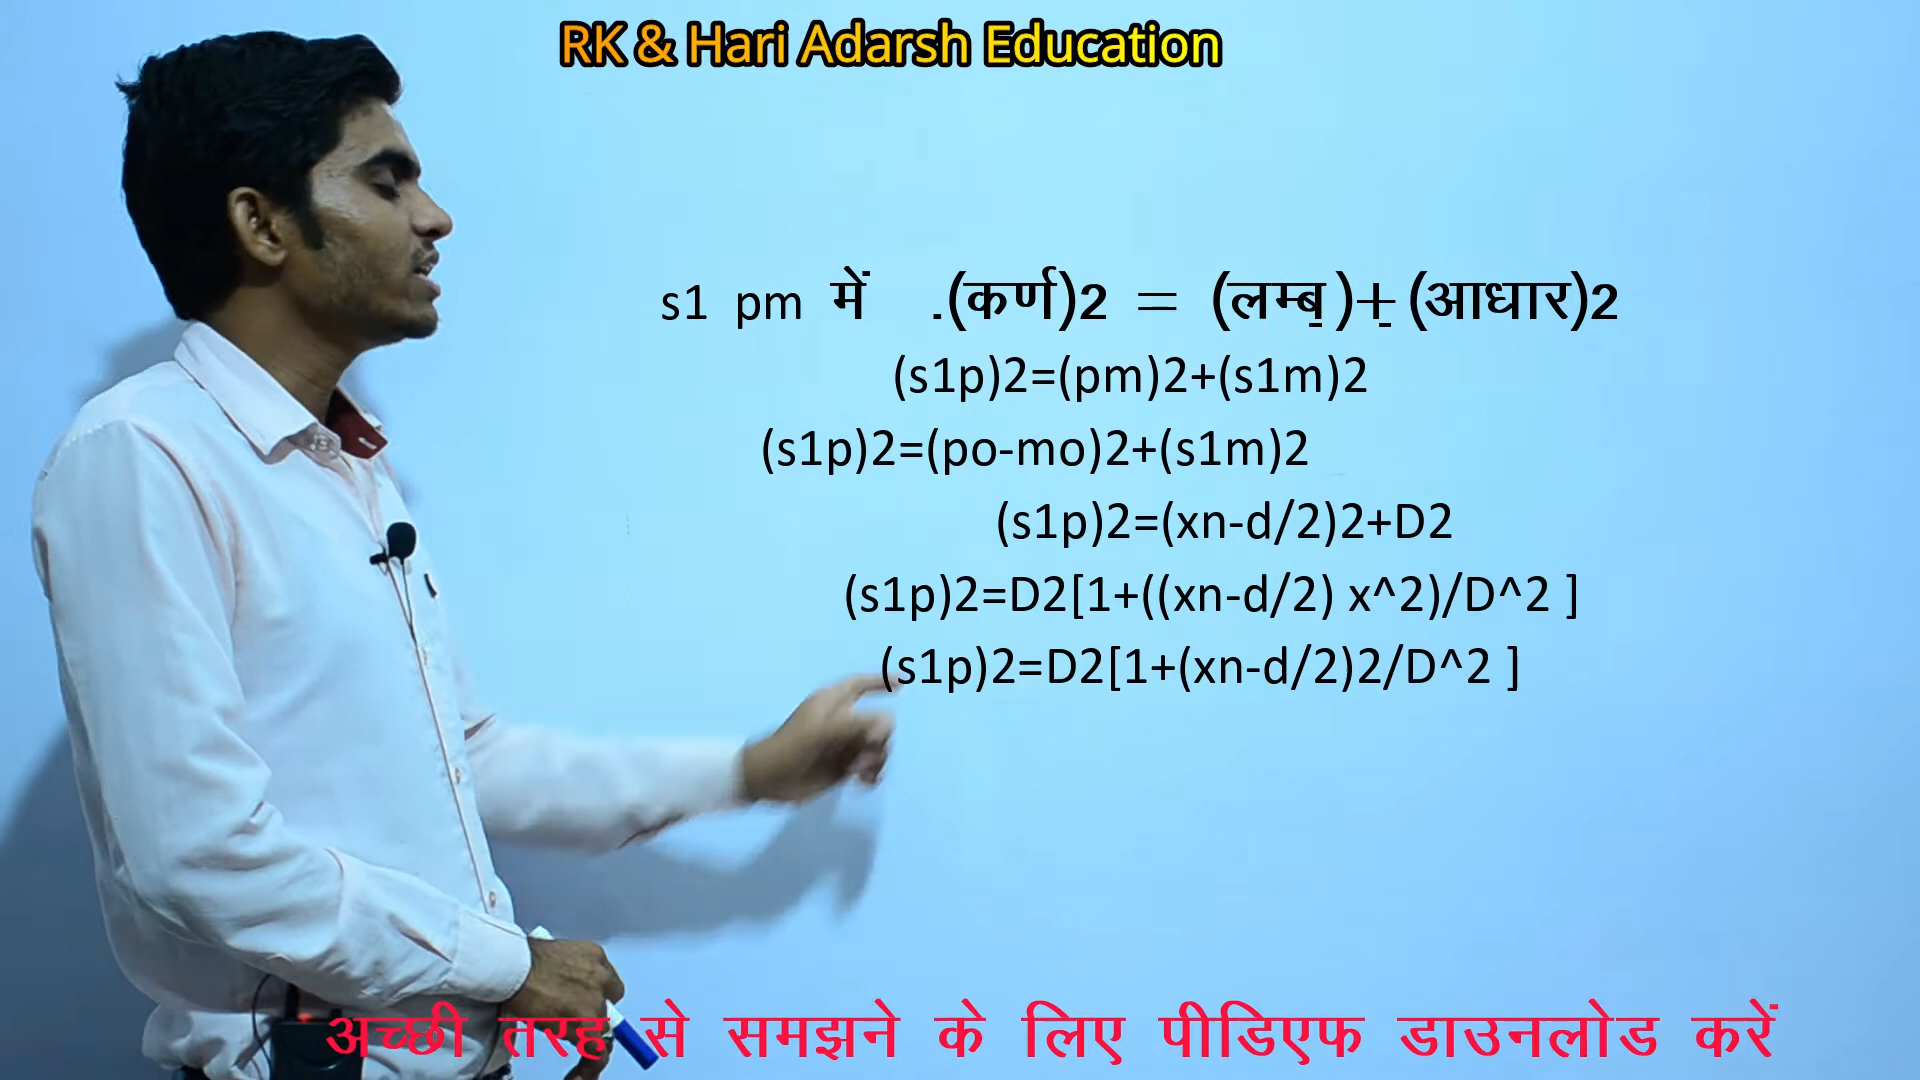 RK & Hari Adarsh Education
s1 pm में .(कर्ण)2 = (लम्ब)+(आधार)2
(s1p)2=(pm)2+(s1m)2
(s1p)2=(po-mo)2+(s1m)2
(s1p)2=(xn-d/2)2+D2
(s1p)2=D2[1+((xn-d/2) x^2)/D^2 ]
(s1p)2=D2[1+(xn-d/2)2/D^2 ]
अच्छी तरह से समझने के लिए पीडिएफ डाउनलोड करें